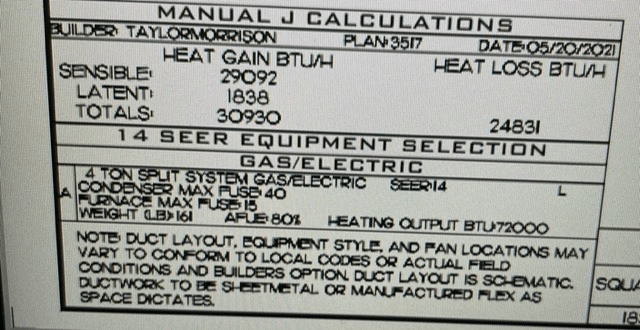 MANUAL J CALCULATIONS
BUILDER: TAYLORMORRISON PLAN:3517 DATE:05/20/2021
HEAT GAIN BTU/H HEAT LOSS BTU/H
SENSIBLE: 29092
LATENT: 1838
TOTALS: 30930 24831
14 SEER EQUIPMENT SELECTION
GAS/ELECTRIC
A 4 TON SPLIT SYSTEM GAS/ELECTRIC SEER:14 L
CONDENSER MAX FUSE:40
FURNACE MAX FUSE:15
WEIGHT (LB):161 AFUE:80% HEATING OUTPUT BTU:72000
NOTE: DUCT LAYOUT, EQUIPMENT STYLE, AND FAN LOCATIONS MAY
VARY TO CONFORM TO LOCAL CODES OR ACTUAL FIELD
CONDITIONS AND BUILDERS OPTION. DUCT LAYOUT IS SCHEMATIC.
DUCTWORK TO BE SHEETMETAL OR MANUFACTURED FLEX AS
SPACE DICTATES.
SQUA
18